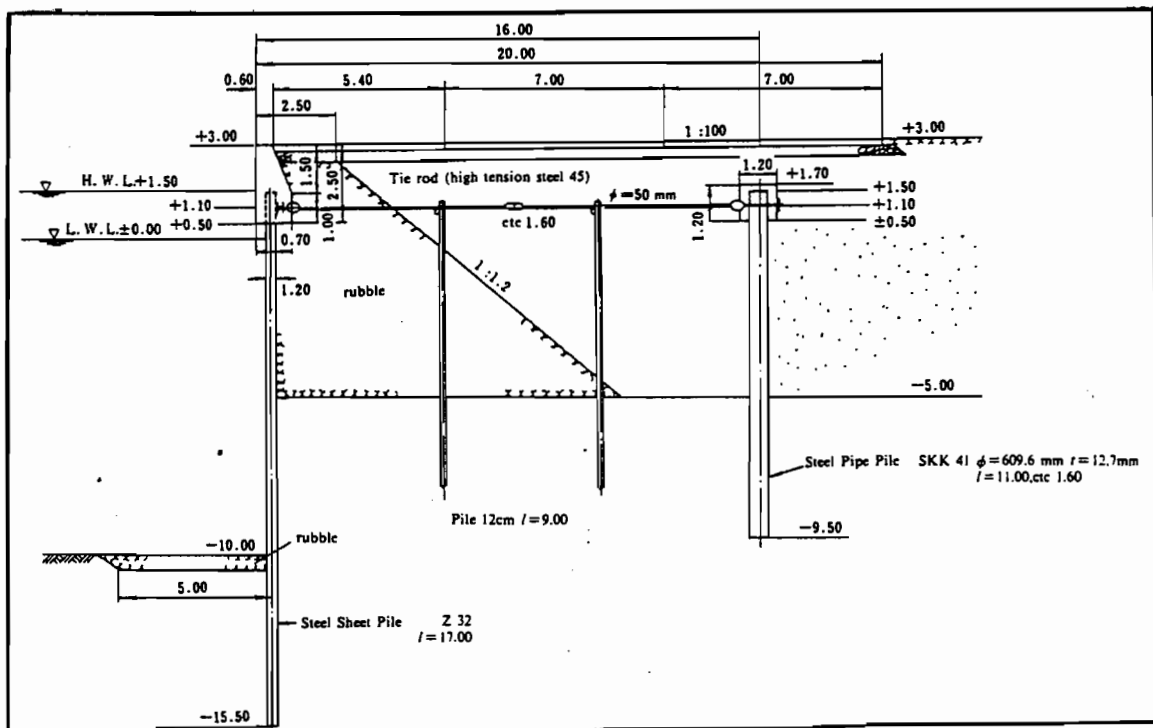 16.00
20.00
0.60
5.40
7.00
7.00
2.50
+3.00
1 :100
+3.00
1.50
2.50
1.00
Tie rod (high tension steel 45)
φ=50 mm
ctc 1.60
1.20
+1.70
+1.50
+1.10
±0.50
1.20
H. W. L.+1.50
+1.10
+0.50
L. W. L.±0.00
0.70
1.20
rubble
1:1.2
−5.00
Steel Pipe Pile SKK 41 φ=609.6 mm t=12.7mm
l=11.00,ctc 1.60
Pile 12cm l=9.00
−9.50
−10.00
rubble
5.00
Steel Sheet Pile Z 32
l=17.00
−15.50